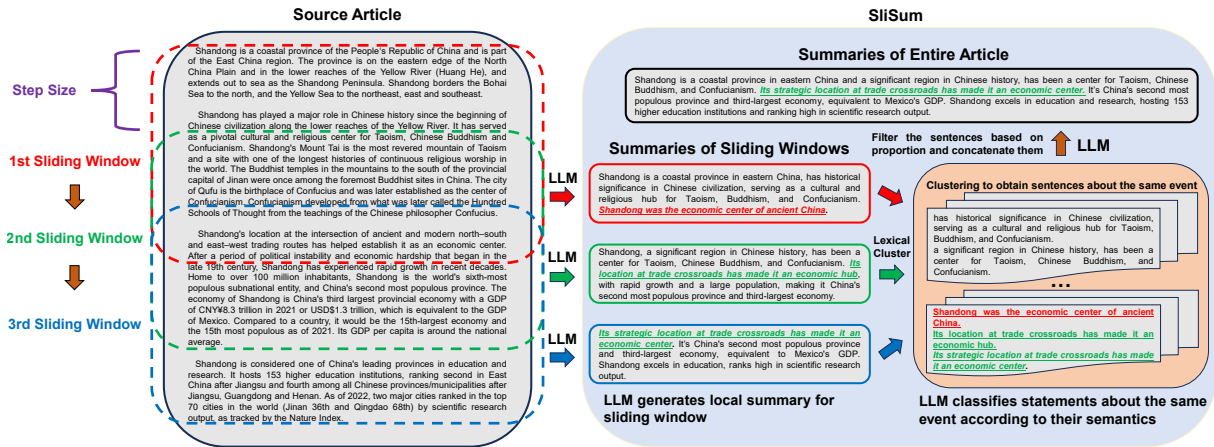 Source Article
Shandong is a coastal province of the People's Republic of China and is part
of the East China region. The province is on the eastern edge of the North
China Plain and in the lower reaches of the Yellow River (Huang He), and
extends out to sea as the Shandong Peninsula. Shandong borders the Bohai
Sea to the north, and the Yellow Sea to the northeast, east and southeast.
Shandong has played a major role in Chinese history since the beginning of
Chinese civilization along the lower reaches of the Yellow River. It has served
as a pivotal cultural and religious center for Taoism, Chinese Buddhism and
Confucianism. Shandong's Mount Tai is the most revered mountain of Taoism
and a site with one of the longest histories of continuous religious worship in
the world. The Buddhist temples in the mountains to the south of the provincial
capital of Jinan were once among the foremost Buddhist sites in China. The city
of Qufu is the birthplace of Confucius and was later established as the center of
Confucianism. Confucianism developed from what was later called the Hundred
Schools of Thought from the teachings of the Chinese philosopher Confucius.
Shandong's location at the intersection of ancient and modern north–south
and east–west trading routes has helped establish it as an economic center.
After a period of political instability and economic hardship that began in the
late 19th century, Shandong has experienced rapid growth in recent decades.
Home to over 100 million inhabitants, Shandong is the world's sixth-most
populous subnational entity, and China's second most populous province. The
economy of Shandong is China's third largest provincial economy with a GDP
of CNY¥8.3 trillion in 2021 or USD$1.3 trillion, which is equivalent to the GDP
of Mexico. Compared to a country, it would be the 15th-largest economy and
the 15th most populous as of 2021. Its GDP per capita is around the national
average.
Shandong is considered one of China's leading provinces in education and
research. It hosts 153 higher education institutions, ranking second in East
China after Jiangsu and fourth among all Chinese provinces/municipalities after
Jiangsu, Guangdong and Henan. As of 2022, two major cities ranked in the top
70 cities in the world (Jinan 36th and Qingdao 68th) by scientific research
output, as tracked by the Nature Index.
Step Size
1st Sliding Window
2nd Sliding Window
3rd Sliding Window
LLM
LLM
LLM
SliSum
Summaries of Entire Article
Shandong is a coastal province in eastern China and a significant region in Chinese history, has been a center for Taoism, Chinese
Buddhism, and Confucianism. Its strategic location at trade crossroads has made it an economic center. It's China's second most
populous province and third-largest economy, equivalent to Mexico's GDP. Shandong excels in education and research, hosting 153
higher education institutions and ranking high in scientific research output.
Filter the sentences based on
proportion and concatenate them
LLM
Summaries of Sliding Windows
Shandong is a coastal province in eastern China, has historical
significance in Chinese civilization, serving as a cultural and
religious hub for Taoism, Buddhism, and Confucianism.
Shandong was the economic center of ancient China.
Shandong, a significant region in Chinese history, has been a
center for Taoism, Chinese Buddhism, and Confucianism. Its
location at trade crossroads has made it an economic hub,
with rapid growth and a large population, making it China's
second most populous province and third-largest economy.
Its strategic location at trade crossroads has made it an
economic center. It's China's second most populous province
and third-largest economy, equivalent to Mexico's GDP.
Shandong excels in education, ranks high in scientific research
output.
LLM generates local summary for
sliding window
Lexical
Cluster
Clustering to obtain sentences about the same event
has historical significance in Chinese civilization,
serving as a cultural and religious hub for Taoism,
Buddhism, and Confucianism.
a significant region in Chinese history, has been a
center for Taoism, Chinese Buddhism, and
Confucianism.
...
Shandong was the economic center of ancient
China.
Its location at trade crossroads has made it an
economic hub.
Its strategic location at trade crossroads has made
it an economic center.
LLM classifies statements about the same
event according to their semantics